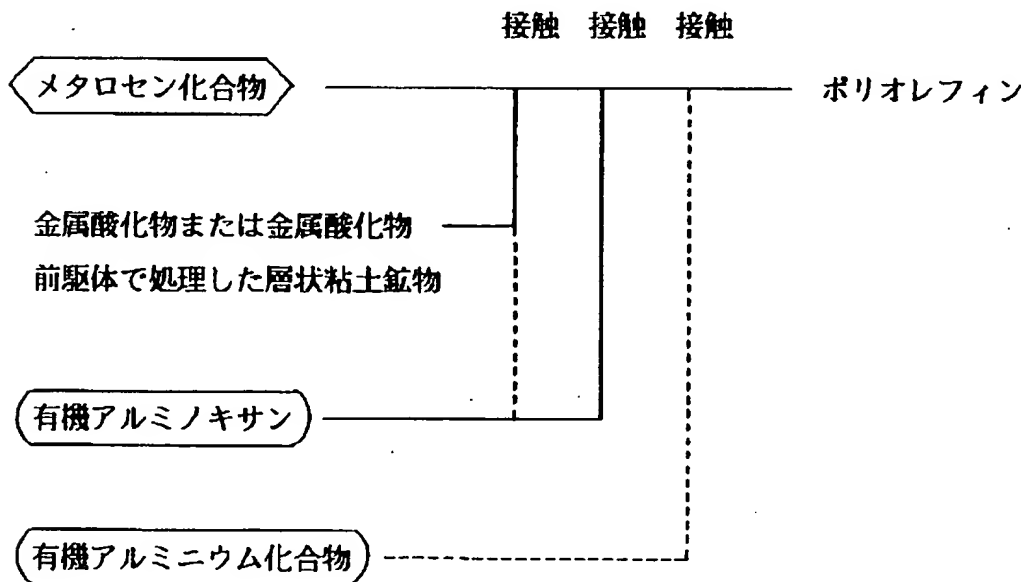 接触 接触 接触
メタロセン化合物 ポリオレフィン
金属酸化物または金属酸化物
前駆体で処理した層状粘土鉱物
有機アルミノキサン
有機アルミニウム化合物